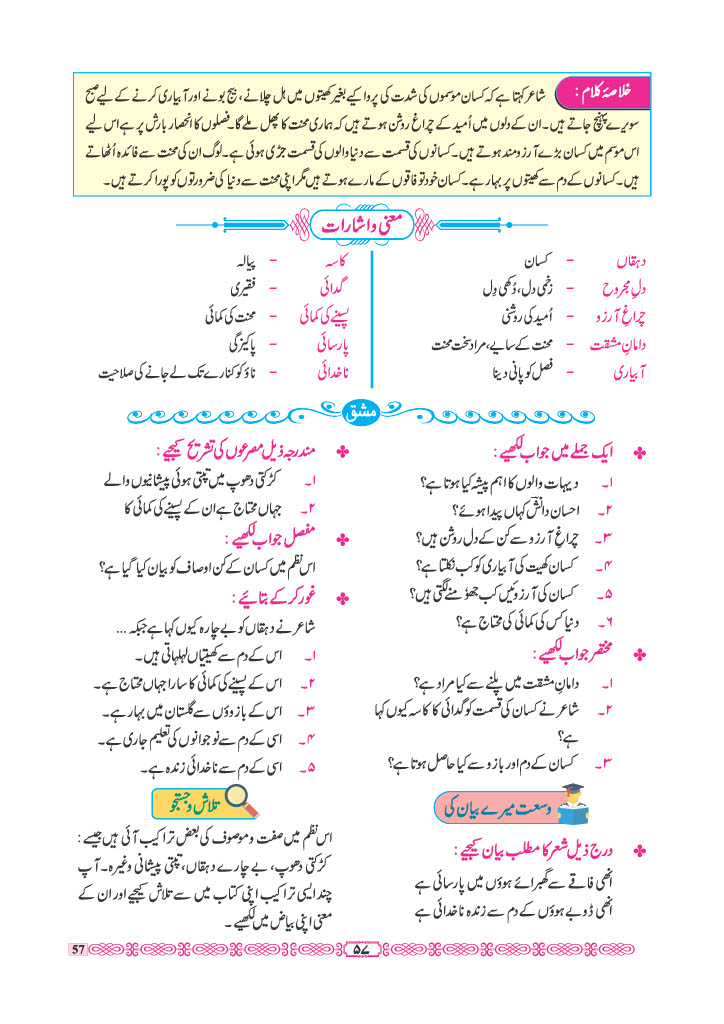 خلاصۂ کلام :
شاعر کہتا ہے کہ کسان موسموں کی شدت کی پروا کیے بغیر کھیتوں میں ہل چلانے، بیج بونے اور آبیاری کرنے کے لیے صبح
سویرے پہنچ جاتے ہیں۔ ان کے دلوں میں اُمید کے چراغ روشن ہوتے ہیں کہ ہماری محنت کا پھل ملے گا۔ فصلوں کا انحصار بارش پر ہے اس لیے
اس موسم میں کسان بڑے آرزو مند ہوتے ہیں۔ کسانوں کی قسمت سے دنیا والوں کی قسمت جڑی ہوئی ہے۔ لوگ ان کی محنت سے فائدہ اُٹھاتے
ہیں۔ کسانوں کے دم سے کھیتوں پر بہار ہے۔ کسان خود تو فاقوں کے مارے ہوتے ہیں مگر اپنی محنت سے دنیا کی ضرورتوں کو پورا کرتے ہیں۔
معنی و اشارات
دہقاں - کسان
دلِ مجروح - زخمی دل، دُکھی دِل
چراغِ آرزو - اُمید کی روشنی
دامانِ مشقت - محنت کے سایے، مراد سخت محنت
آبیاری - فصل کو پانی دینا
کاسہ - پیالہ
گدائی - فقیری
پسینے کی کمائی - محنت کی کمائی
پارسائی - پاکیزگی
ناخدائی - ناؤ کو کنارے تک لے جانے کی صلاحیت
مشق
ایک جملے میں جواب لکھیے :
۱۔ دیہات والوں کا اہم پیشہ کیا ہوتا ہے؟
۲۔ احسان دانش کہاں پیدا ہوئے؟
۳۔ چراغِ آرزو سے کن کے دل روشن ہیں؟
۴۔ کسان کھیت کی آبیاری کو کب نکلتا ہے؟
۵۔ کسان کی آرزوئیں کب جھومنے لگتی ہیں؟
۶۔ دنیا کس کی کمائی کی محتاج ہے؟
مختصر جواب لکھیے :
۱۔ دامانِ مشقت میں پلنے سے کیا مراد ہے؟
۲۔ شاعر نے کسان کی قسمت کو گدائی کا کاسہ کیوں کہا
ہے؟
۳۔ کسان کے دم اور بازو سے کیا حاصل ہوتا ہے؟
وسعت میرے بیان کی
درج ذیل شعر کا مطلب بیان کیجیے :
انھی فاقے سے گھبرائے ہوؤں میں پارسائی ہے
انھی ڈوبے ہوؤں کے دم سے زندہ ناخدائی ہے
مندرجہ ذیل مصرعوں کی تشریح کیجیے :
۱۔ کڑکتی دھوپ میں تپتی ہوئی پیشانیوں والے
۲۔ جہاں محتاج ہے ان کے پسینے کی کمائی کا
مفصل جواب لکھیے :
اس نظم میں کسان کے کن اوصاف کو بیان کیا گیا ہے؟
غور کرکے بتائیے :
شاعر نے دہقاں کو بے چارہ کیوں کہا ہے جبکہ ...
۱۔ اس کے دم سے کھیتیاں لہلہاتی ہیں۔
۲۔ اس کے پسینے کی کمائی کا سارا جہاں محتاج ہے۔
۳۔ اس کے بازوؤں سے گلستان میں بہار ہے۔
۴۔ اسی کے دم سے نوجوانوں کی تعلیم جاری ہے۔
۵۔ اسی کے دم سے ناخدائی زندہ ہے۔
تلاش و جستجو
اس نظم میں صفت و موصوف کی بعض تراکیب آئی ہیں جیسے :
کڑکتی دھوپ، بے چارے دہقاں، تپتی پیشانی وغیرہ۔ آپ
چند ایسی تراکیب اپنی کتاب میں سے تلاش کیجیے اور ان کے
معنی اپنی بیاض میں لکھیے۔
۵۷
57